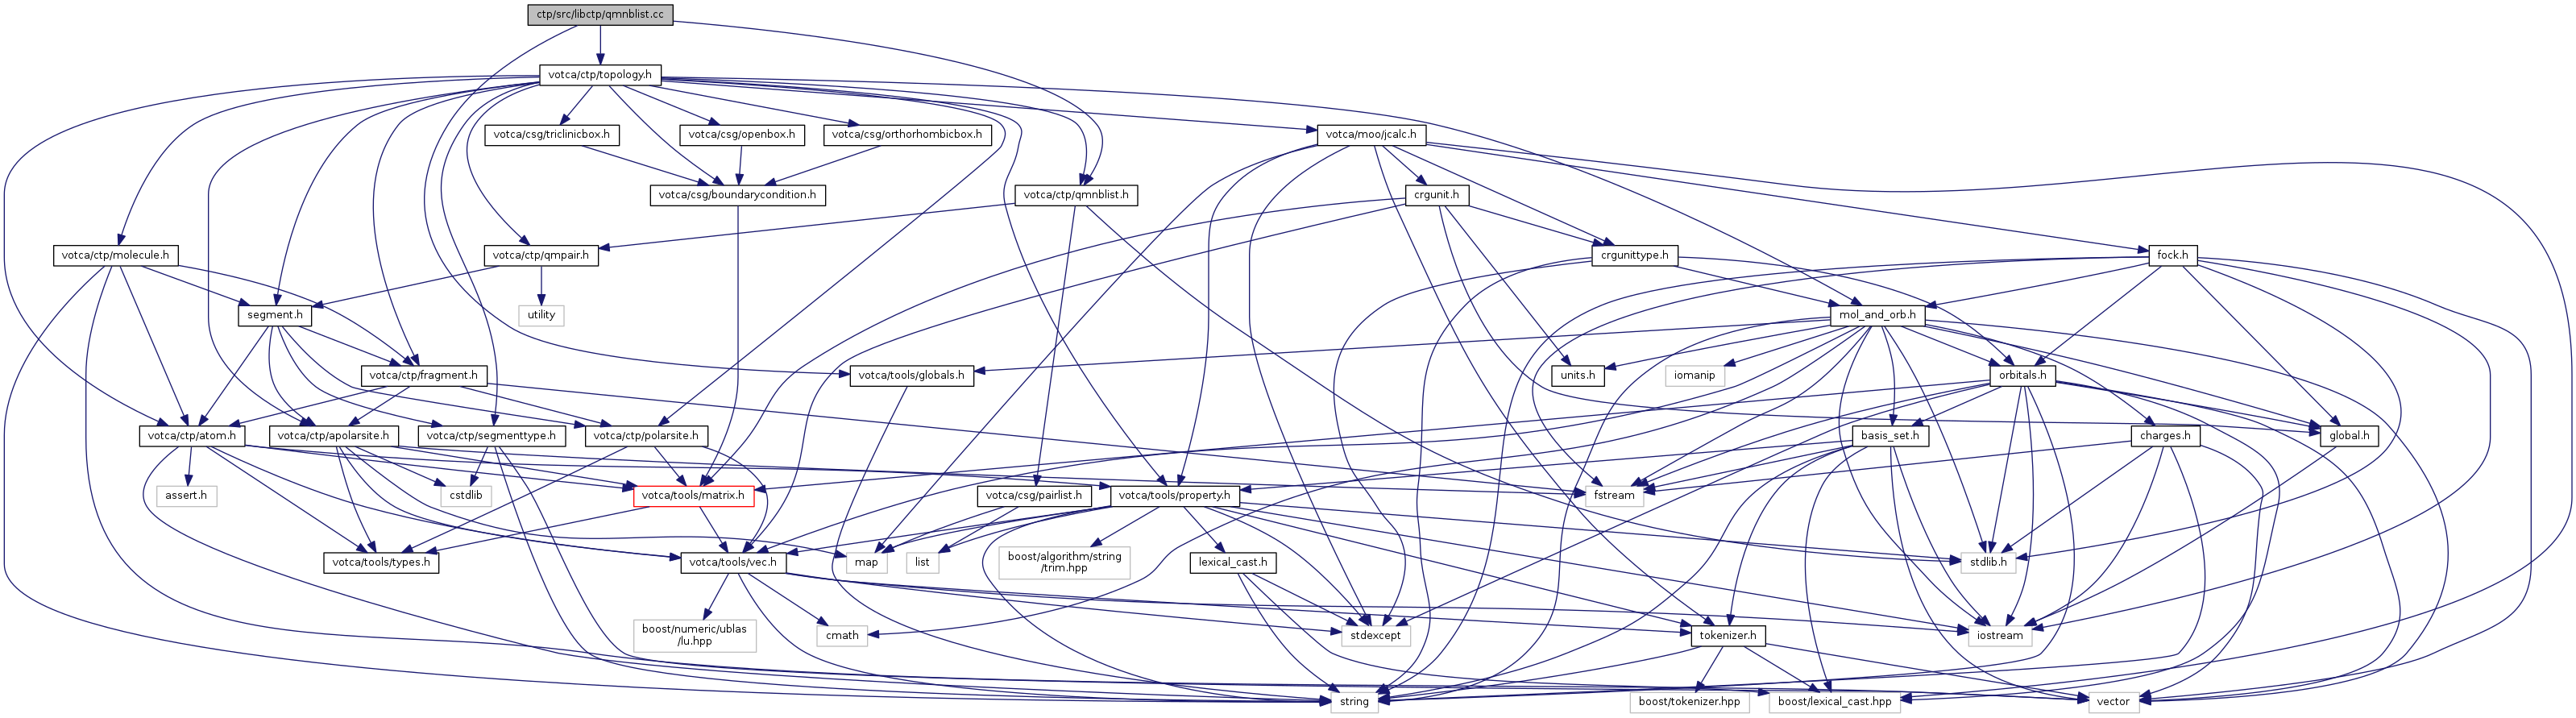 ctp/src/libctp/qmnblist.cc
votca/ctp/topology.h
votca/csg/triclinicbox.h
votca/csg/openbox.h
votca/csg/orthorhombicbox.h
votca/moo/jcalc.h
votca/csg/boundarycondition.h
votca/ctp/qmnblist.h
crgunit.h
votca/ctp/molecule.h
votca/ctp/qmpair.h
crgunittype.h
fock.h
segment.h
utility
mol_and_orb.h
votca/ctp/fragment.h
votca/tools/globals.h
units.h
iomanip
orbitals.h
votca/ctp/atom.h
votca/ctp/apolarsite.h
votca/ctp/segmenttype.h
votca/ctp/polarsite.h
basis_set.h
charges.h
global.h
assert.h
cstdlib
votca/tools/matrix.h
votca/csg/pairlist.h
votca/tools/property.h
fstream
votca/tools/types.h
votca/tools/vec.h
map
list
boost/algorithm/string
/trim.hpp
lexical_cast.h
stdlib.h
boost/numeric/ublas
/lu.hpp
cmath
stdexcept
tokenizer.h
iostream
string
boost/tokenizer.hpp
boost/lexical_cast.hpp
vector